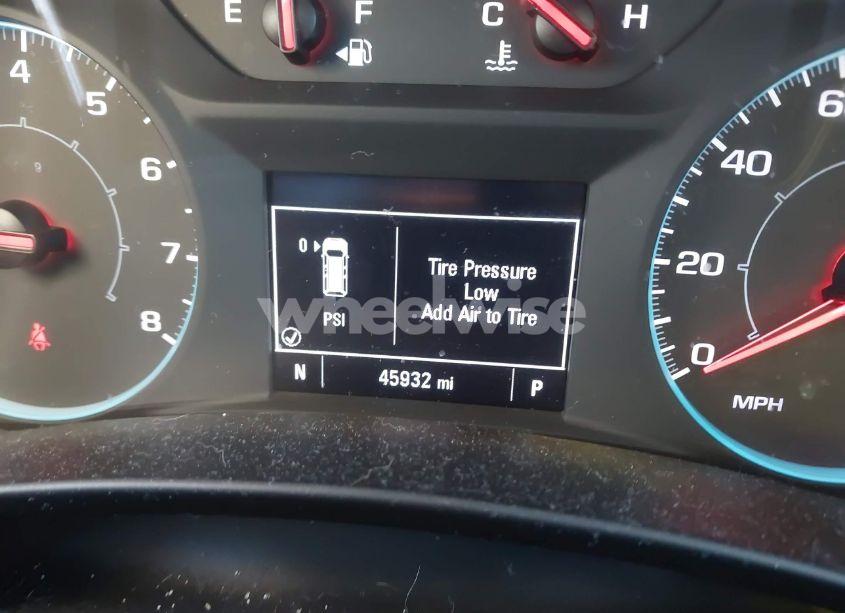 E F C H
4 5 6 7 8
0
PSI
Tire Pressure
Low
Add Air to Tire
N 45932 mi P
40
20
0
MPH
wheelwise